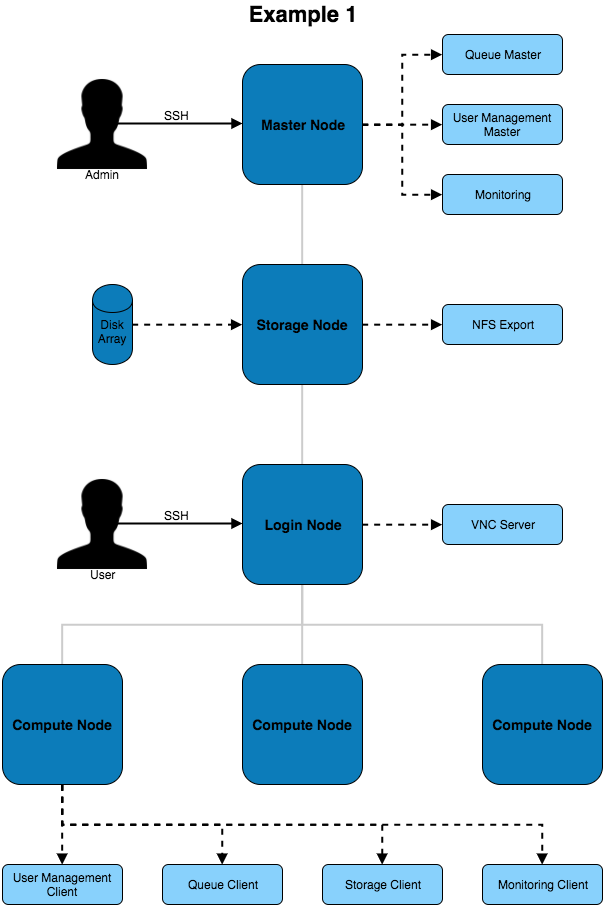 Example 1
Queue Master
SSH
Master Node
User Management
Master
Admin
Monitoring
Disk
Array
Storage Node
NFS Export
SSH
Login Node
VNC Server
User
Compute Node
Compute Node
Compute Node
User Management
Client
Queue Client
Storage Client
Monitoring Client